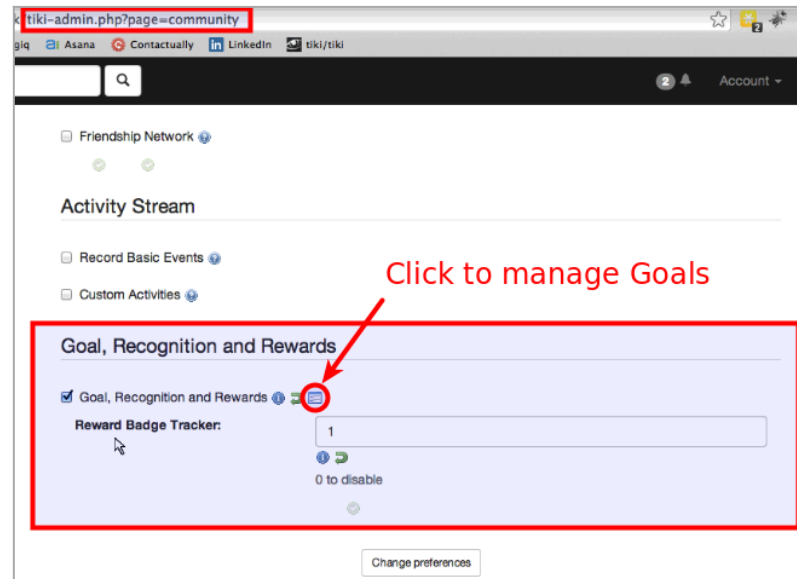 tiki-admin.php?page=community
2
giq Asana Contactually LinkedIn tiki/tiki
2 Account
Friendship Network
Activity Stream
Record Basic Events
Click to manage Goals
Custom Activities
Goal, Recognition and Rewards
Goal, Recognition and Rewards
Reward Badge Tracker:
1
0 to disable
Change preferences